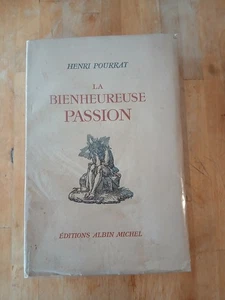 HENRI POURRAT
LA
BIENHEUREUSE
PASSION
ÉDITIONS ALBIN MICHEL